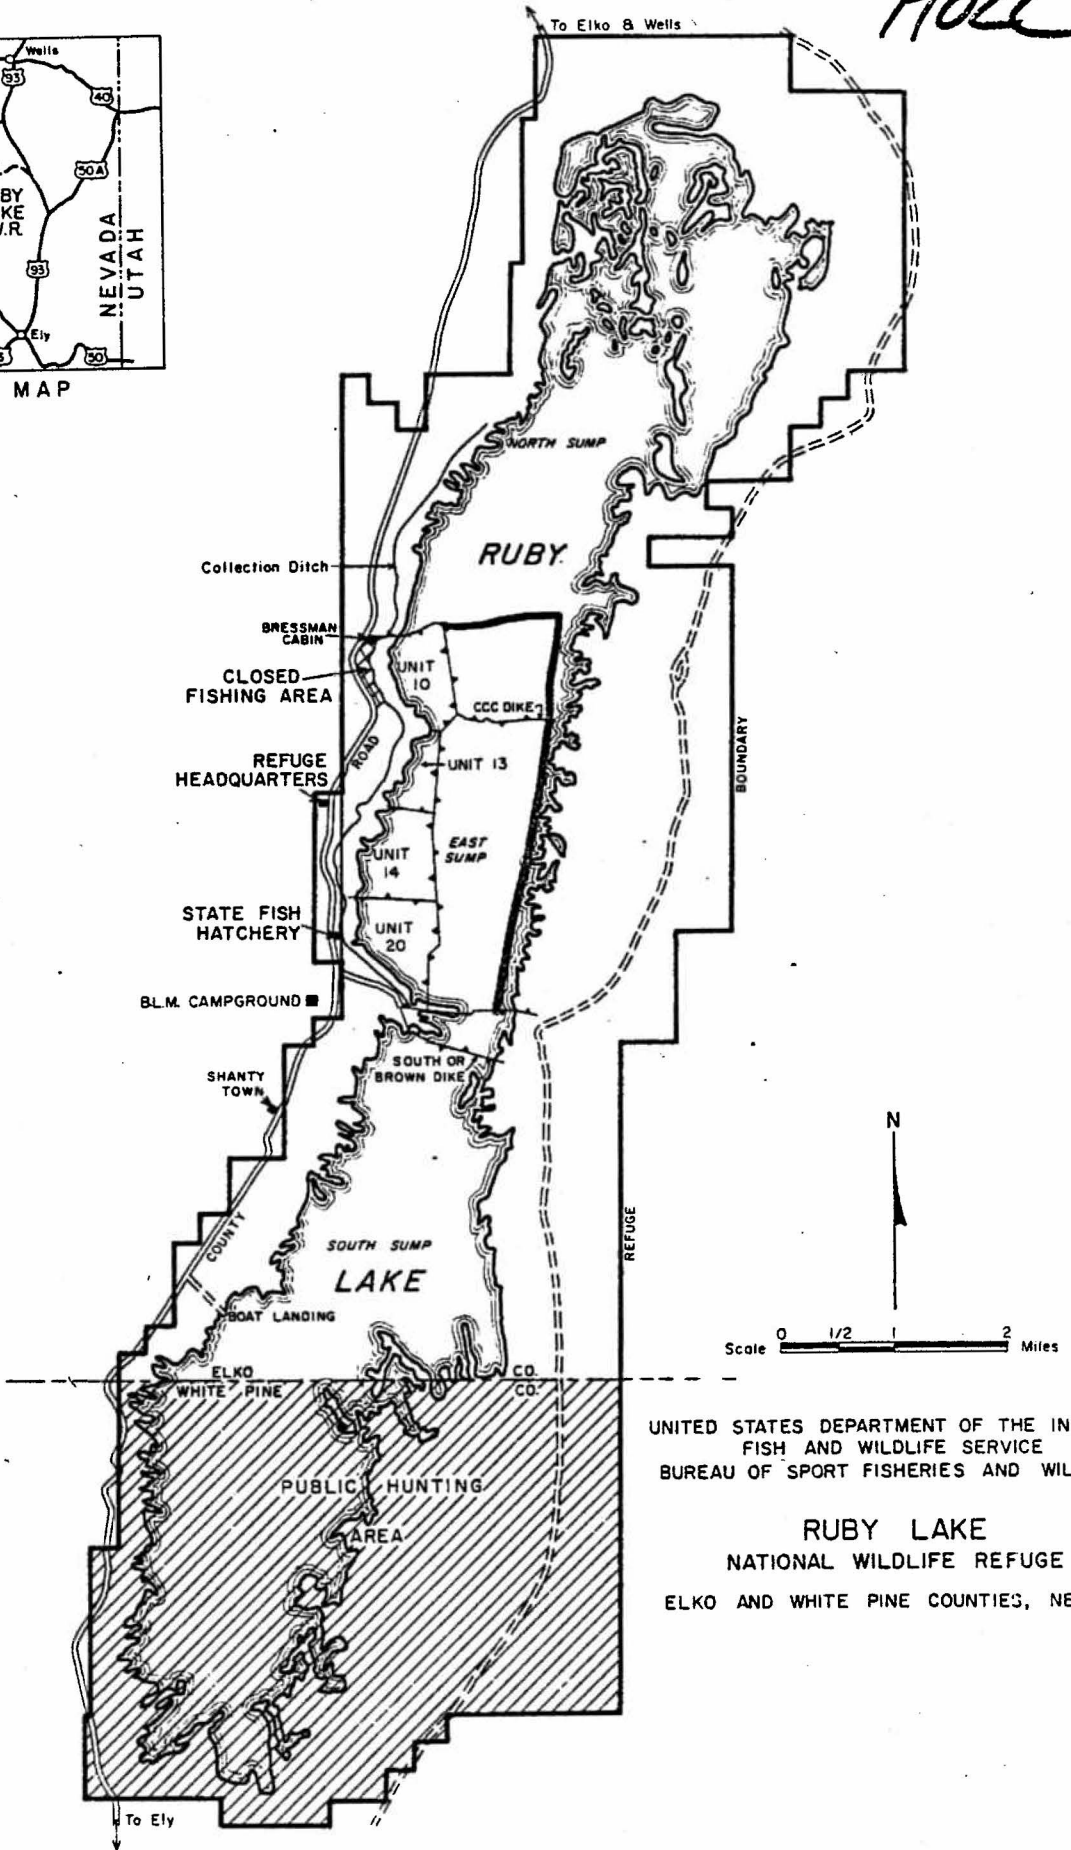 To Elko & Wells
Wells
93
40
50A
BY
KE
.R.
93
NEVADA
UTAH
Ely
50
MAP
NORTH SUMP
RUBY
Collection Ditch
BRESSMAN
CABIN
CLOSED
FISHING AREA
UNIT
10
CCC DIKE
ROAD
UNIT 13
BOUNDARY
REFUGE
HEADQUARTERS
EAST
SUMP
UNIT
14
STATE FISH
HATCHERY
UNIT
20
B.L.M. CAMPGROUND
SOUTH OR
BROWN DIKE
SHANTY
TOWN
N
COUNTY
REFUGE
SOUTH SUMP
LAKE
BOAT LANDING
Scale 0 1/2 1 2 Miles
ELKO CO.
WHITE PINE CO.
UNITED STATES DEPARTMENT OF THE IN
FISH AND WILDLIFE SERVICE
BUREAU OF SPORT FISHERIES AND WIL
PUBLIC HUNTING
AREA
RUBY LAKE
NATIONAL WILDLIFE REFUGE
ELKO AND WHITE PINE COUNTIES, NE
To Ely